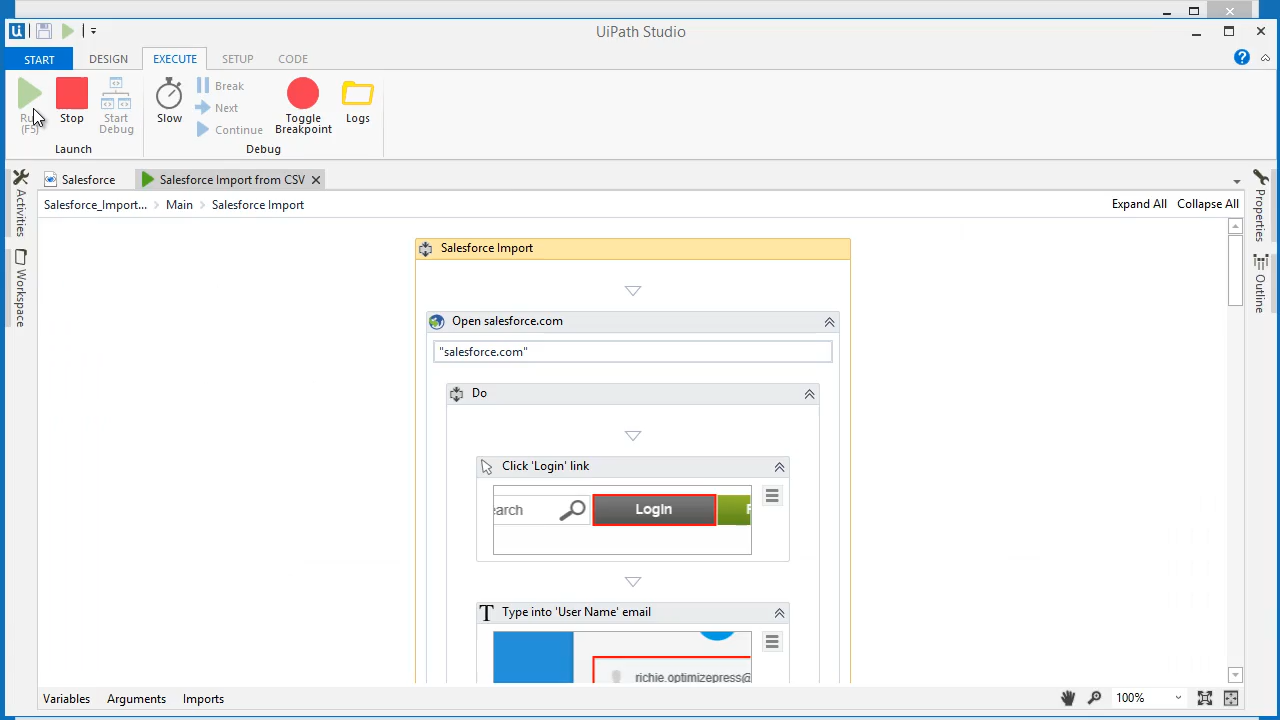 UiPath Studio
START
DESIGN
EXECUTE
SETUP
CODE
Run
(F5)
Stop
Start
Debug
Slow
Break
Next
Continue
Toggle
Breakpoint
Logs
Launch
Debug
Salesforce
Salesforce Import from CSV
Activities
Workspace
Properties
Outline
Salesforce_Import... > Main > Salesforce Import
Expand All
Collapse All
Salesforce Import
Open salesforce.com
"salesforce.com"
Do
Click 'Login' link
earch
Login
F
Type into 'User Name' email
richie.optimizepress@
Variables
Arguments
Imports
100%